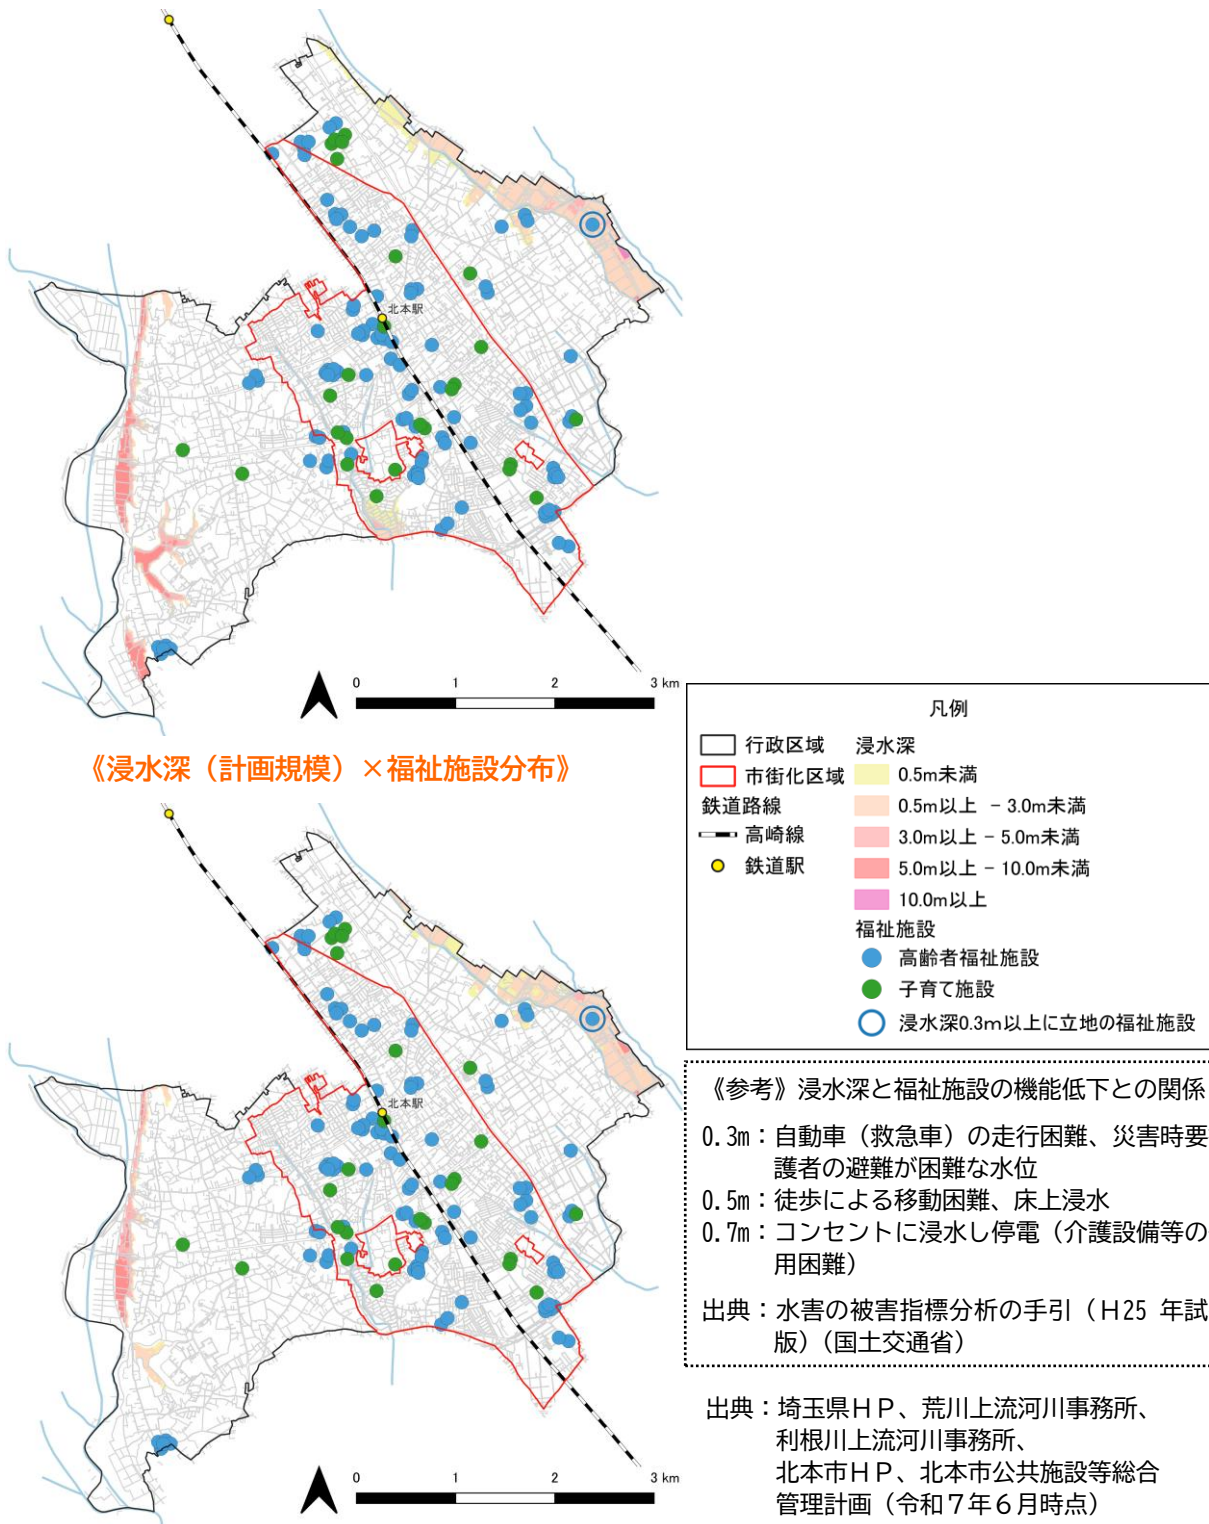 北本駅
0 1 2 3 km
《浸水深（計画規模）×福祉施設分布》
北本駅
0 1 2 3 km
凡例
行政区域
市街化区域
鉄道路線
高崎線
鉄道駅
浸水深
0.5m未満
0.5m以上 － 3.0m未満
3.0m以上 － 5.0m未満
5.0m以上 － 10.0m未満
10.0m以上
福祉施設
高齢者福祉施設
子育て施設
浸水深0.3m以上に立地の福祉施設
《参考》浸水深と福祉施設の機能低下との関係
0.3m：自動車（救急車）の走行困難、災害時要
護者の避難が困難な水位
0.5m：徒歩による移動困難、床上浸水
0.7m：コンセントに浸水し停電（介護設備等の
用困難）
出典：水害の被害指標分析の手引（H25 年試
版）（国土交通省）
出典：埼玉県ＨＰ、荒川上流河川事務所、
利根川上流河川事務所、
北本市ＨＰ、北本市公共施設等総合
管理計画（令和７年６月時点）